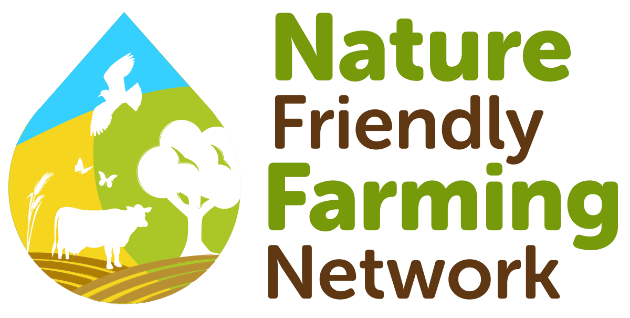 Nature
Friendly
Farming
Network